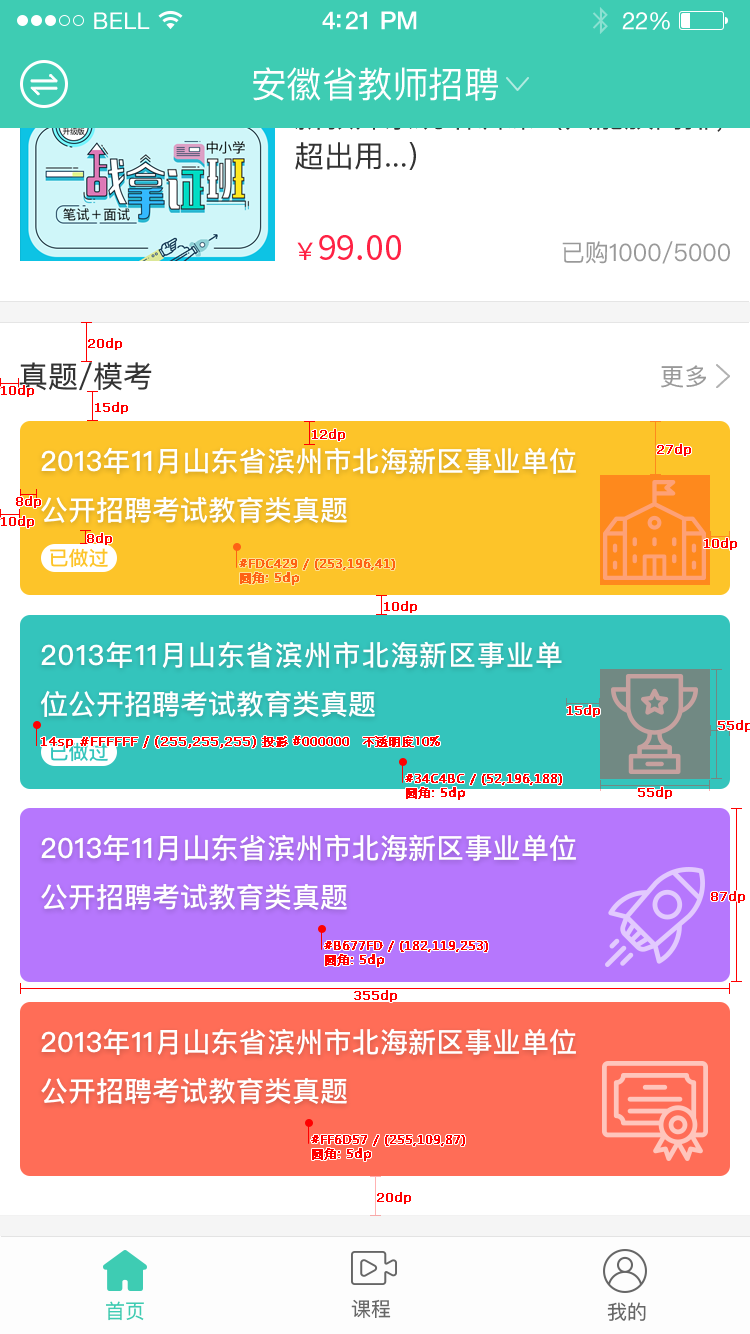 BELL 4:21 PM 22%
安徽省教师招聘
升级版
中小学
一战拿证班
笔试+面试
超出用...)
¥99.00
已购1000/5000
20dp
真题/模考
更多
10dp
15dp
12dp
2013年11月山东省滨州市北海新区事业单位
27dp
8dp
公开招聘考试教育类真题
10dp
8dp
10dp
已做过
#FDC429 / (253,196,41)
圆角: 5dp
10dp
2013年11月山东省滨州市北海新区事业单
位公开招聘考试教育类真题
15dp
55dp
14sp #FFFFFF / (255,255,255) 投影 #000000 不透明度10%
已做过
#34C4BC / (52,196,188)
圆角: 5dp
55dp
2013年11月山东省滨州市北海新区事业单位
公开招聘考试教育类真题
87dp
#B677FD / (182,119,253)
圆角: 5dp
355dp
2013年11月山东省滨州市北海新区事业单位
公开招聘考试教育类真题
#FF6D57 / (255,109,87)
圆角: 5dp
20dp
首页
课程
我的